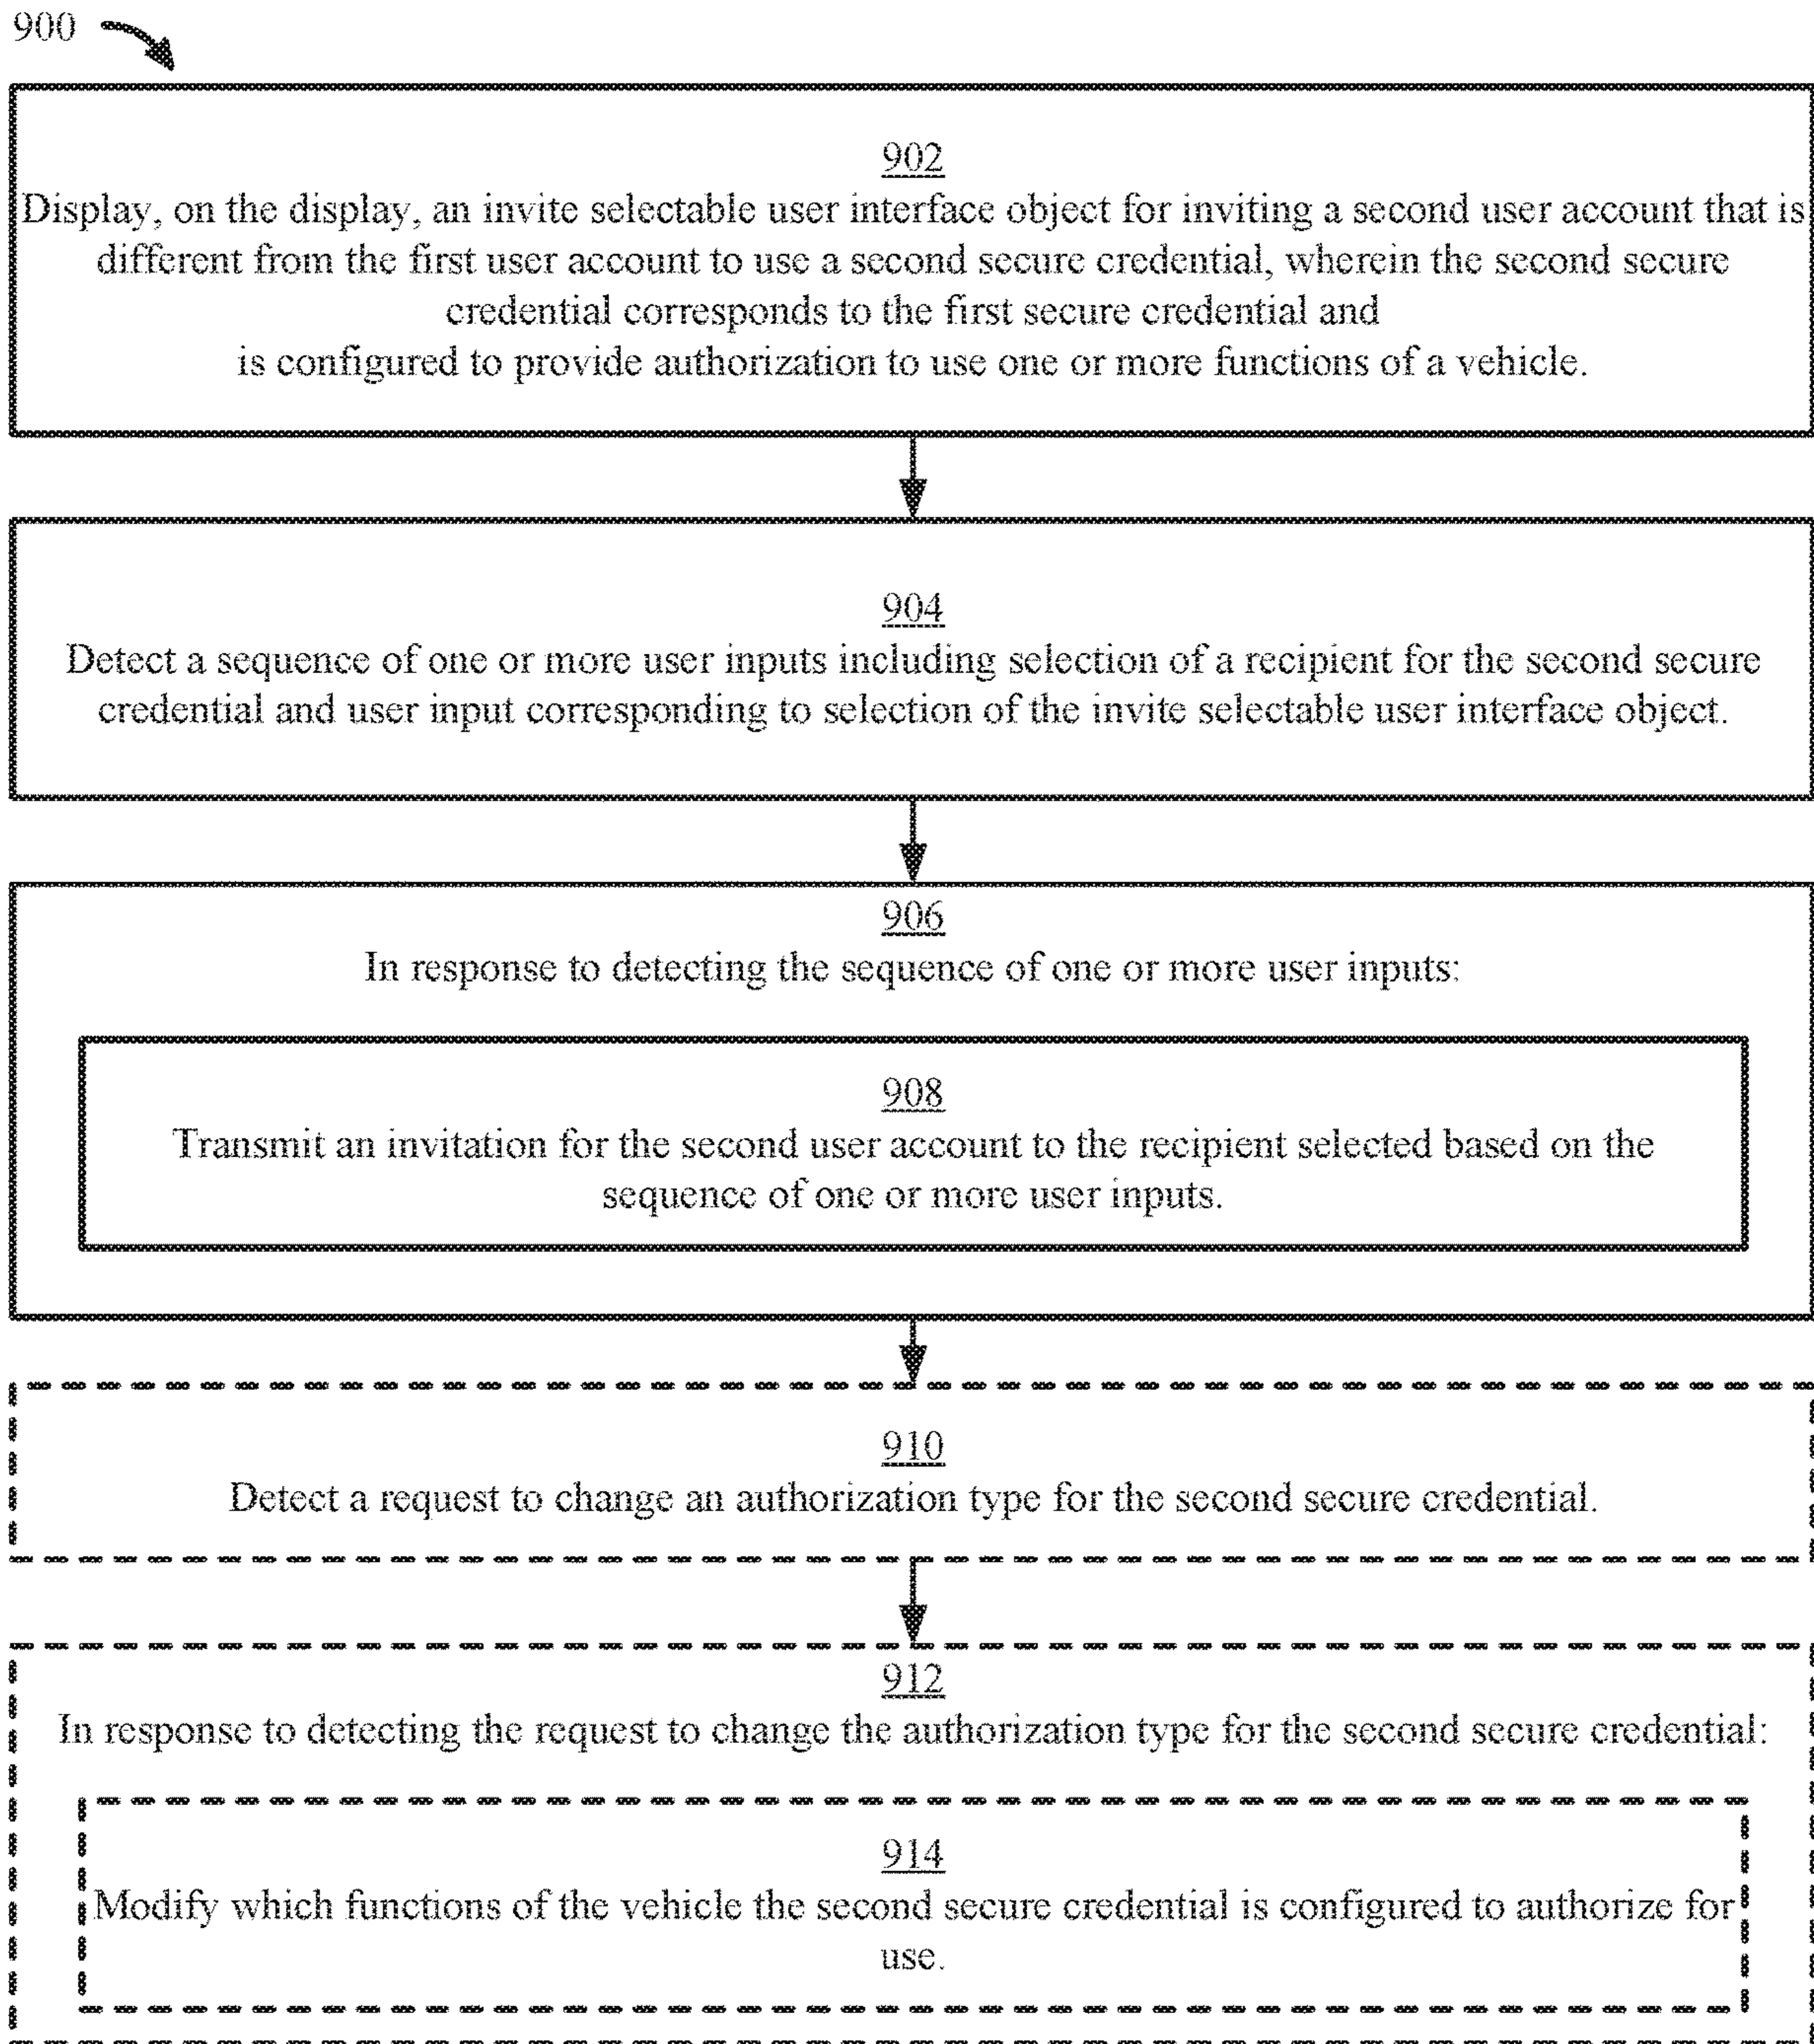 900
902
Display, on the display, an invite selectable user interface object for inviting a second user account that is
different from the first user account to use a second secure credential, wherein the second secure
credential corresponds to the first secure credential and
is configured to provide authorization to use one or more functions of a vehicle.
904
Detect a sequence of one or more user inputs including selection of a recipient for the second secure
credential and user input corresponding to selection of the invite selectable user interface object.
906
In response to detecting the sequence of one or more user inputs:
908
Transmit an invitation for the second user account to the recipient selected based on the
sequence of one or more user inputs.
910
Detect a request to change an authorization type for the second secure credential.
912
In response to detecting the request to change the authorization type for the second secure credential:
914
Modify which functions of the vehicle the second secure credential is configured to authorize for
use.